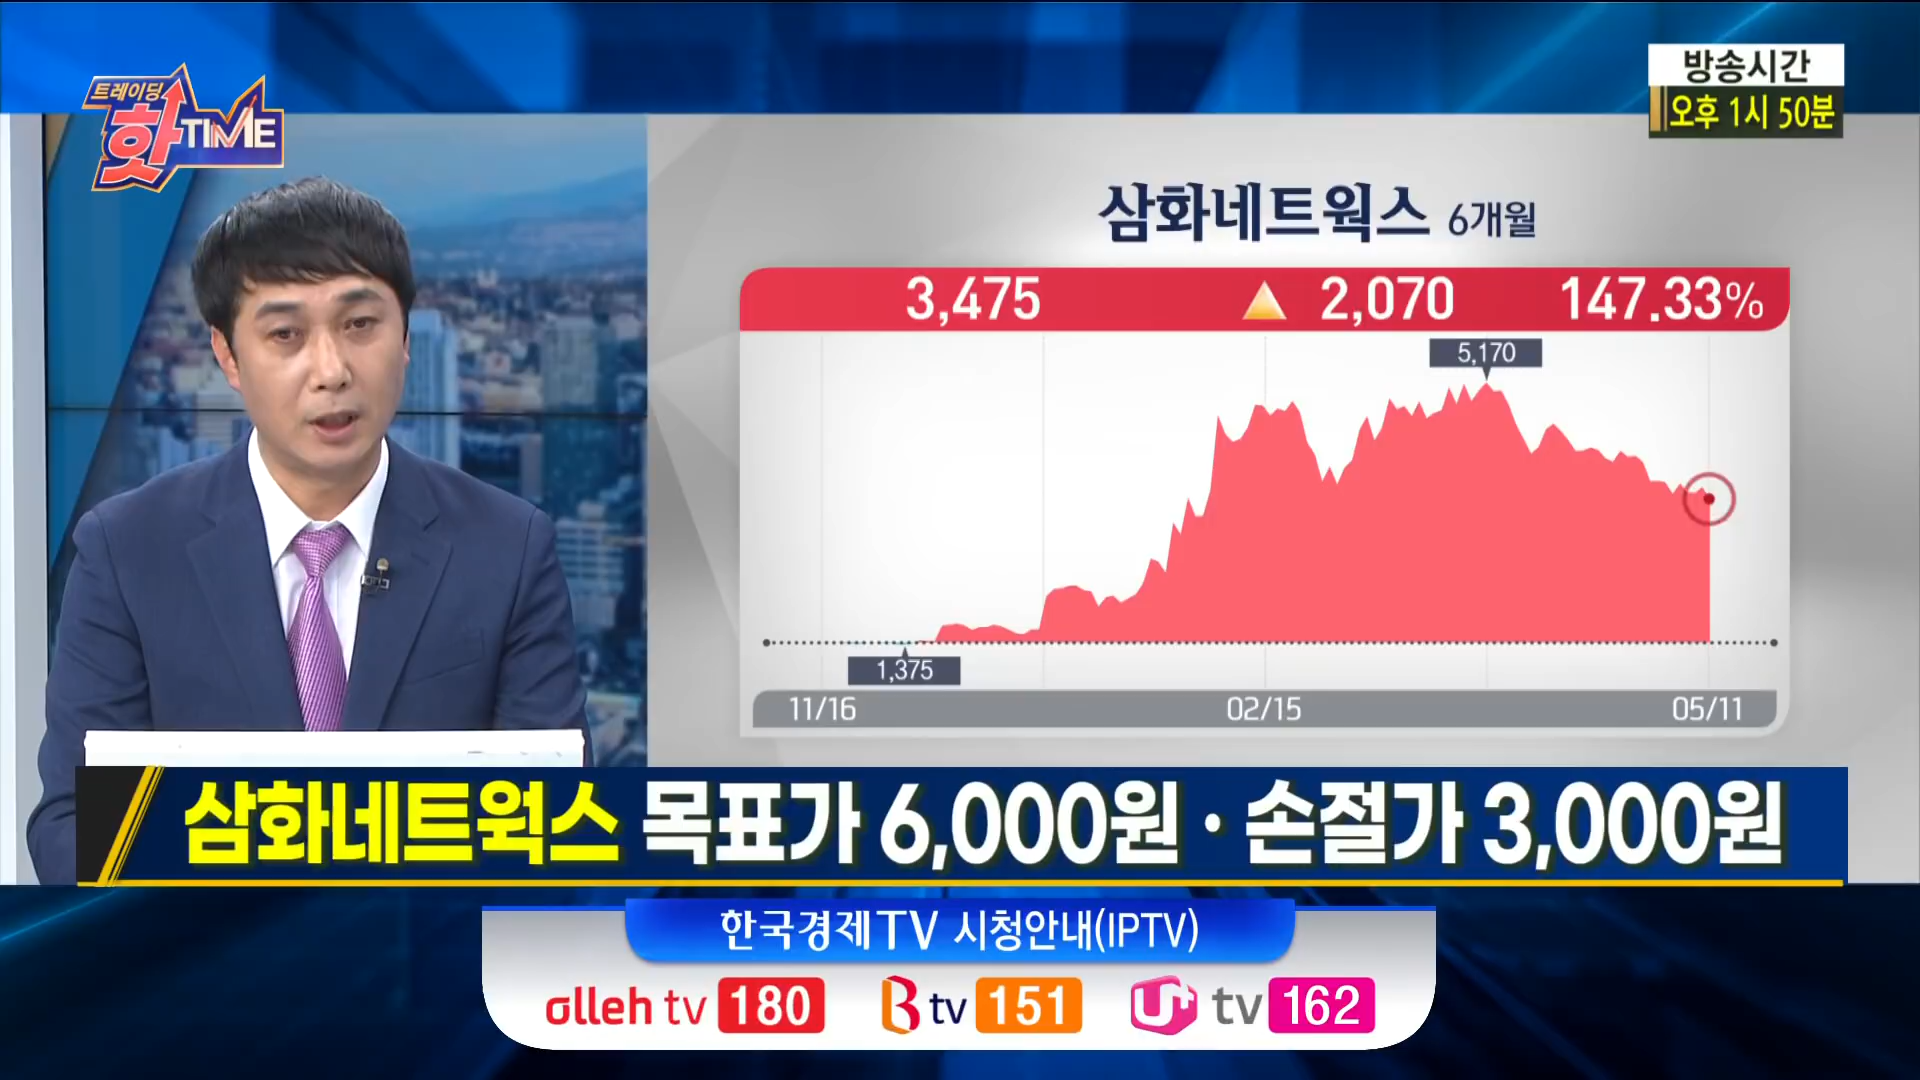 트레이딩
핫TIME
방송시간
오후 1시 50분
삼화네트웍스 6개월
3,475 ▲ 2,070 147.33%
5,170
1,375
11/16 02/15 05/11
삼화네트웍스 목표가 6,000원·손절가 3,000원
한국경제TV 시청안내(IPTV)
olleh tv 180 B tv 151 U+ tv 162